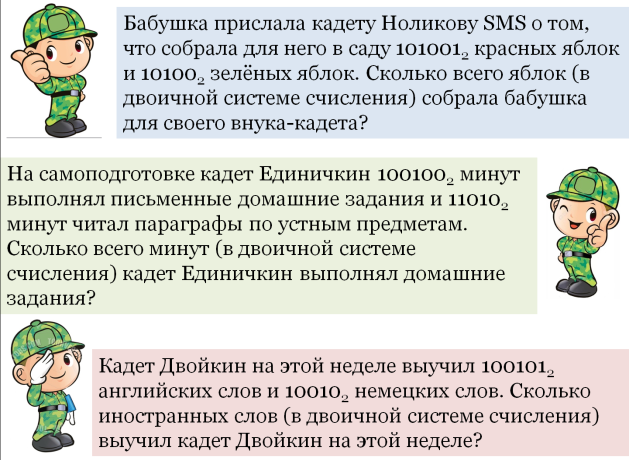 Бабушка прислала кадету Ноликову SMS о том,
что собрала для него в саду 101001₂ красных яблок
и 10100₂ зелёных яблок. Сколько всего яблок (в
двоичной системе счисления) собрала бабушка
для своего внука-кадета?
На самоподготовке кадет Единичкин 100100₂ минут
выполнял письменные домашние задания и 11010₂
минут читал параграфы по устным предметам.
Сколько всего минут (в двоичной системе
счисления) кадет Единичкин выполнял домашние
задания?
Кадет Двойкин на этой неделе выучил 100101₂
английских слов и 10010₂ немецких слов. Сколько
иностранных слов (в двоичной системе счисления)
выучил кадет Двойкин на этой неделе?